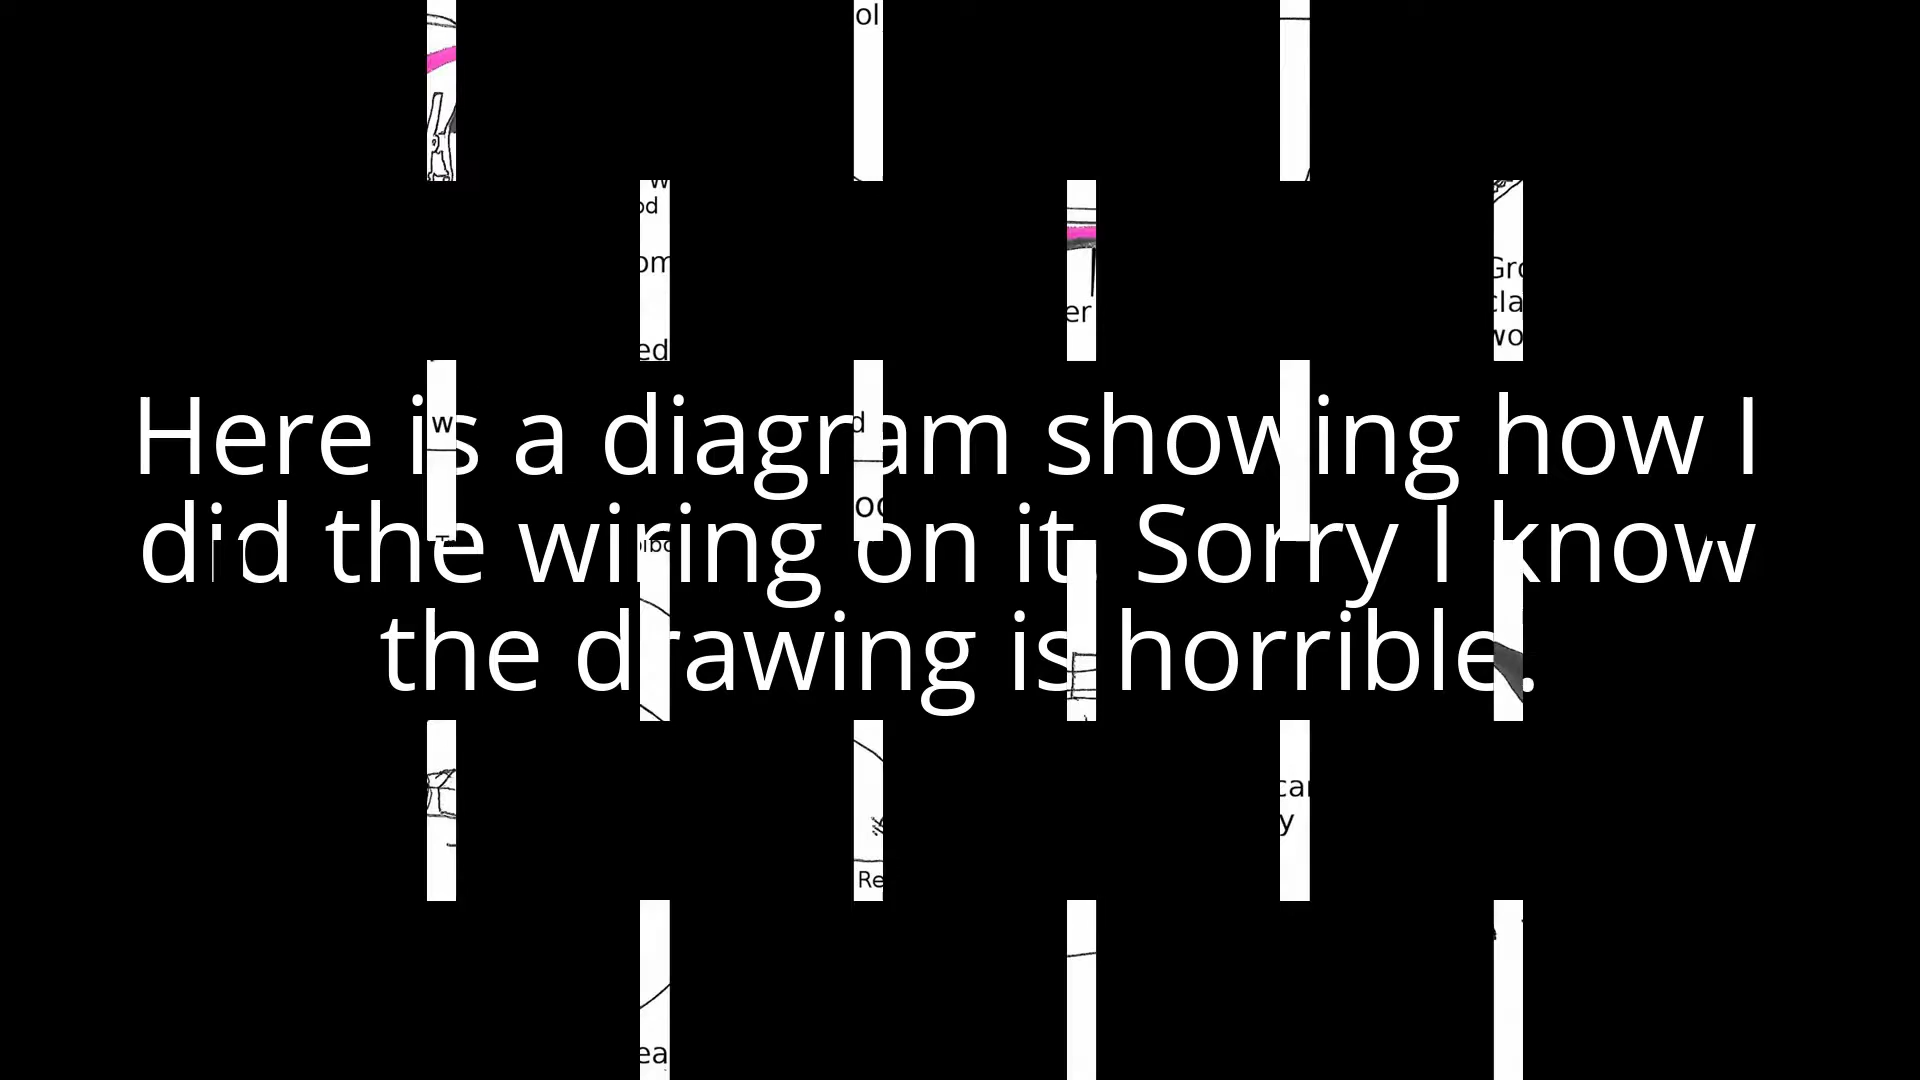 Here is a diagram showing how I
did the wiring on it. Sorry I know
the drawing is horrible.